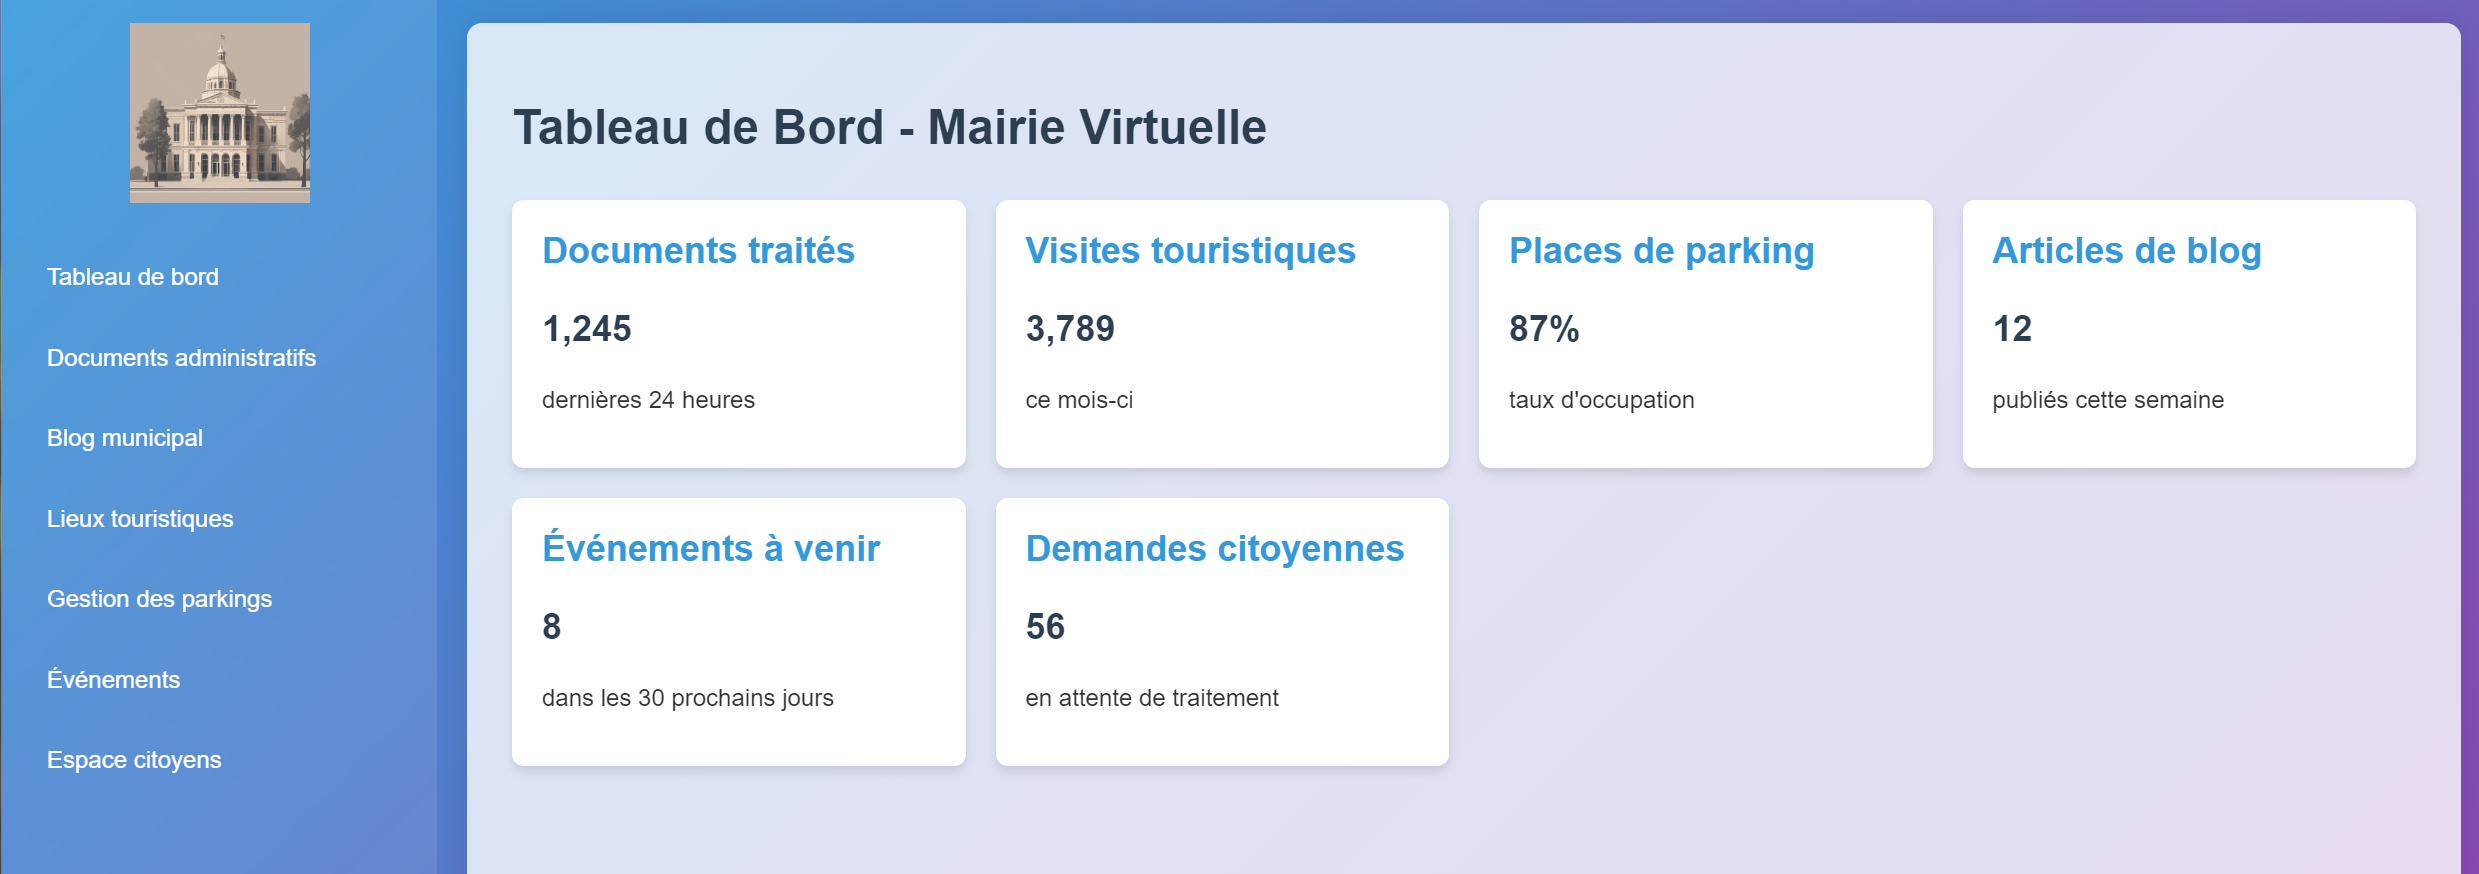 Tableau de bord
Documents administratifs
Blog municipal
Lieux touristiques
Gestion des parkings
Événements
Espace citoyens
Tableau de Bord - Mairie Virtuelle
Documents traités
1,245
dernières 24 heures
Visites touristiques
3,789
ce mois-ci
Places de parking
87%
taux d'occupation
Articles de blog
12
publiés cette semaine
Événements à venir
8
dans les 30 prochains jours
Demandes citoyennes
56
en attente de traitement